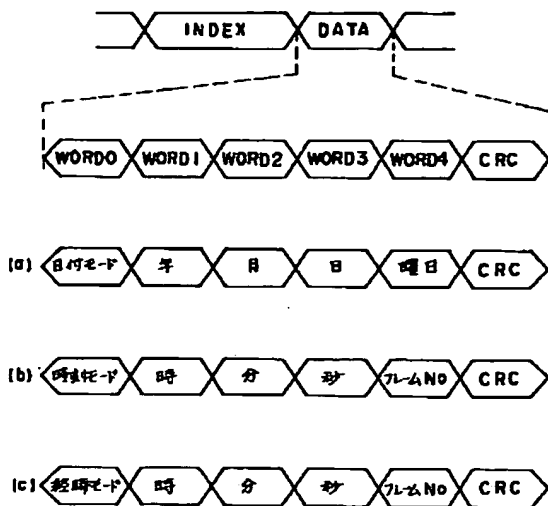 INDEX DATA
WORD0 WORD1 WORD2 WORD3 WORD4 CRC
(a) 日付モード 年 月 日 曜日 CRC
(b) 時刻モード 時 分 秒 フレームNO CRC
(c) 経時モード 時 分 秒 フレームNO CRC